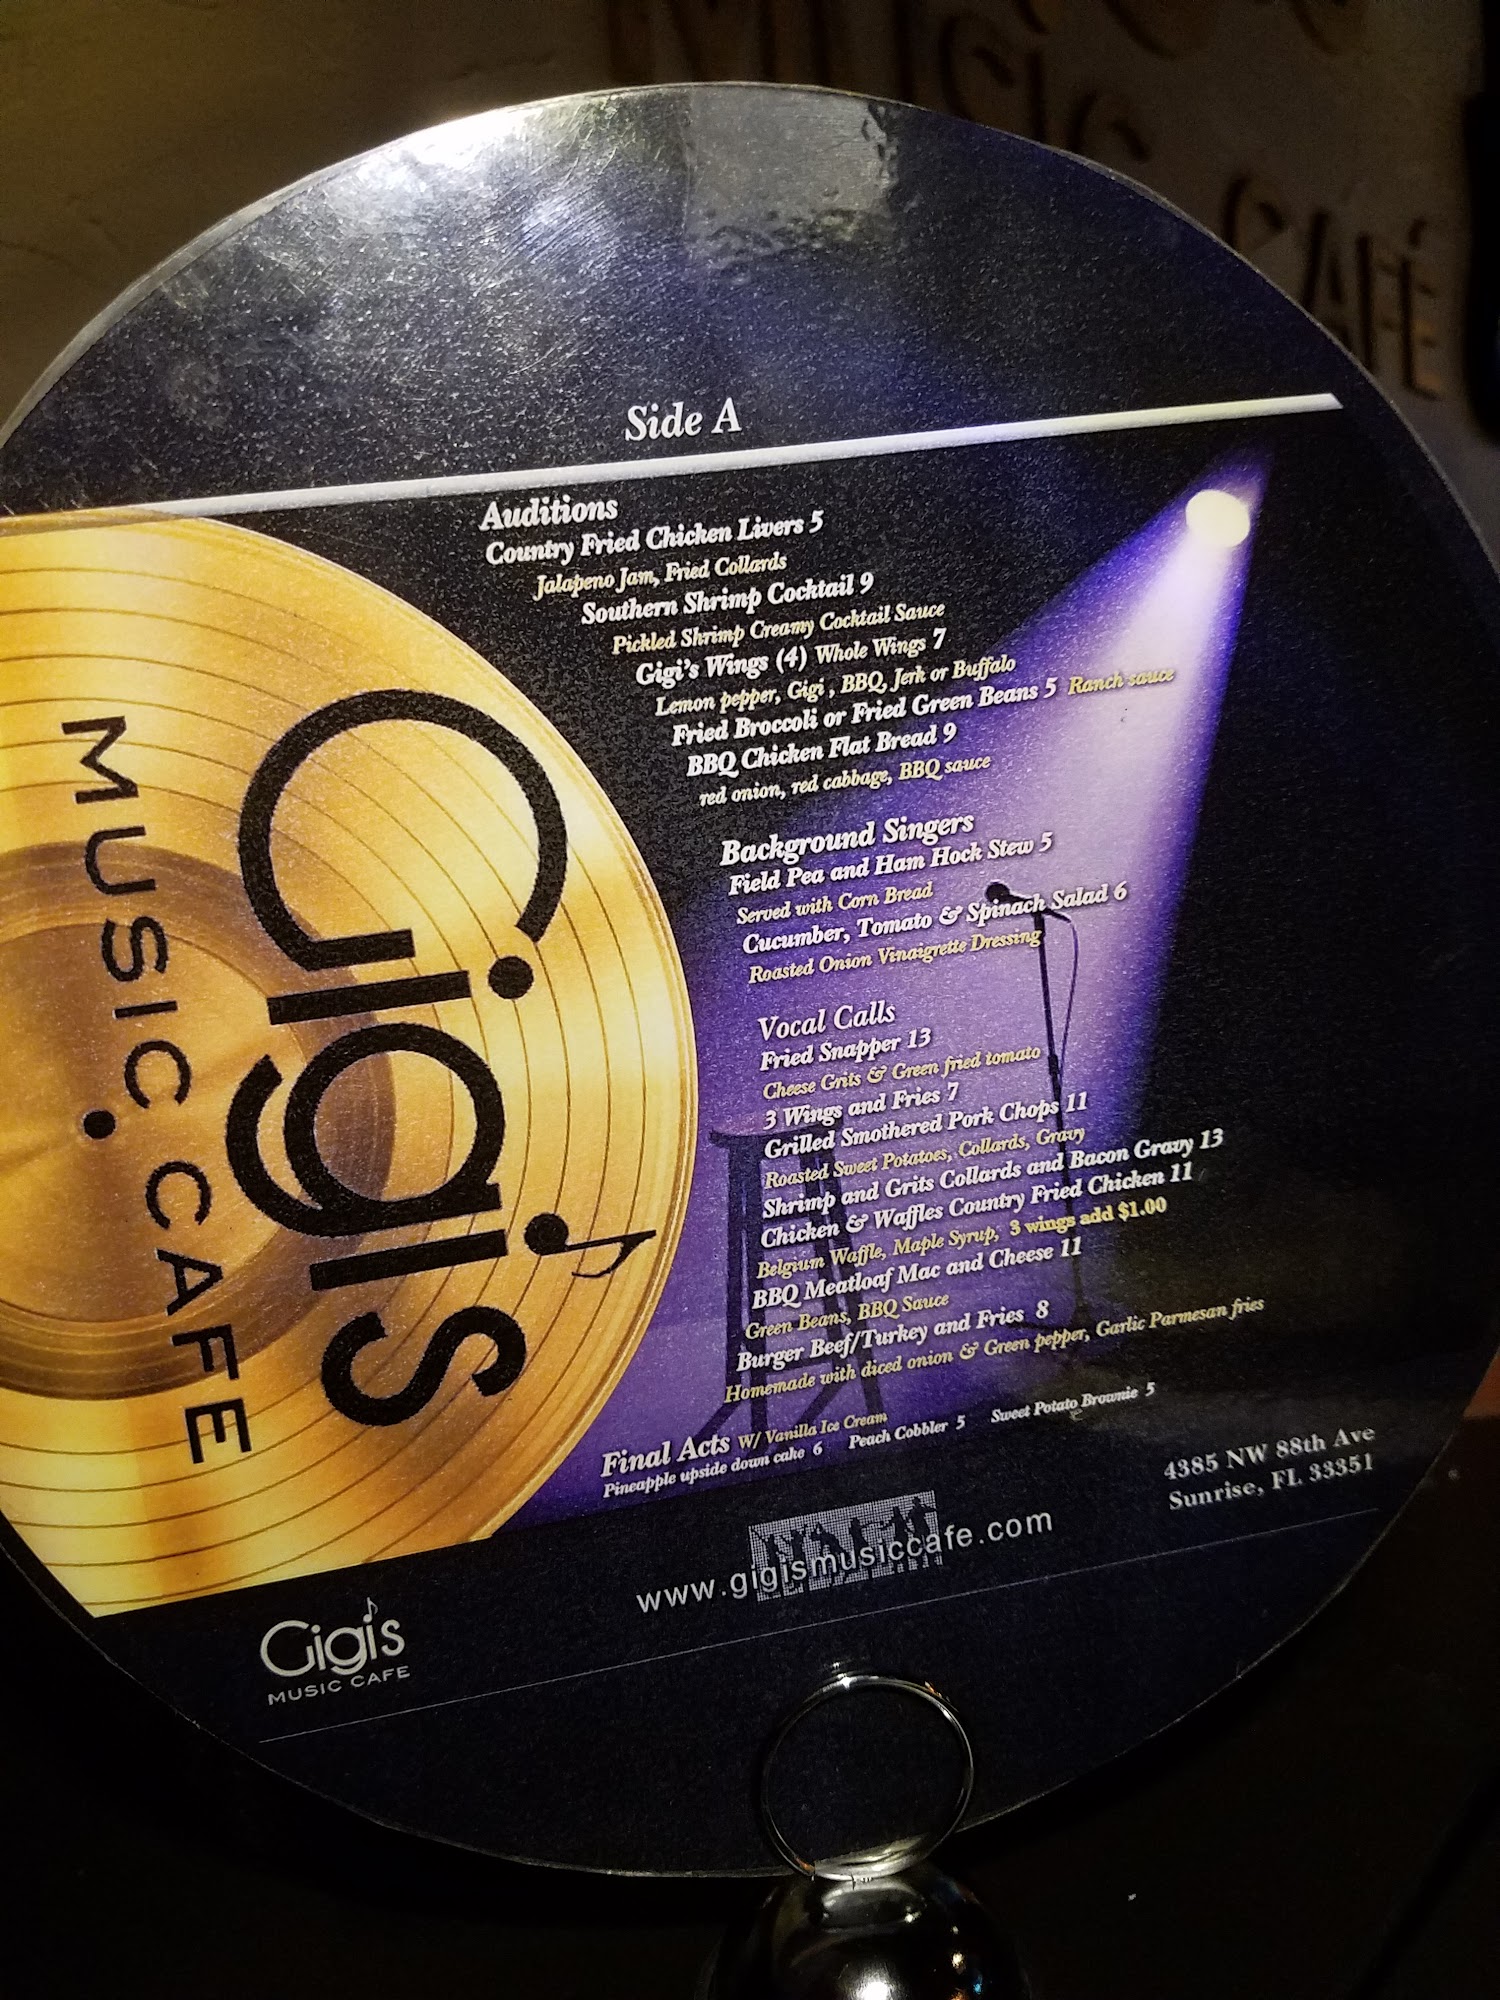 MUSIC
CAFÉ
Side A
Auditions
Country Fried Chicken Livers 5
Jalapeno Jam, Fried Collards
Southern Shrimp Cocktail 9
Pickled Shrimp Creamy Cocktail Sauce
Gigi's Wings (4) Whole Wings 7
Lemon pepper, Gigi , BBQ, Jerk or Buffalo
Fried Broccoli or Fried Green Beans 5 Ranch sauce
BBQ Chicken Flat Bread 9
red onion, red cabbage, BBQ sauce
Background Singers
Field Pea and Ham Hock Stew 5
Served with Corn Bread
Cucumber, Tomato & Spinach Salad 6
Roasted Onion Vinaigrette Dressing
Vocal Calls
Fried Snapper 13
Cheese Grits & Green fried tomato
3 Wings and Fries 7
Grilled Smothered Pork Chops 11
Roasted Sweet Potatoes, Collards, Gravy
Shrimp and Grits Collards and Bacon Gravy 13
Chicken & Waffles Country Fried Chicken 11
Belgium Waffle, Maple Syrup, 3 wings add $1.00
BBQ Meatloaf Mac and Cheese 11
Green Beans, BBQ Sauce
Burger Beef/Turkey and Fries 8
Homemade with diced onion & Green pepper, Garlic Parmesan fries
Final Acts W/ Vanilla Ice Cream
Pineapple upside down cake 6 Peach Cobbler 5 Sweet Potato Brownie 5
Gigis
MUSIC.CAFE
4385 NW 88th Ave
Sunrise, FL 33351
www.gigismusiccafe.com
Gigis
MUSIC CAFE